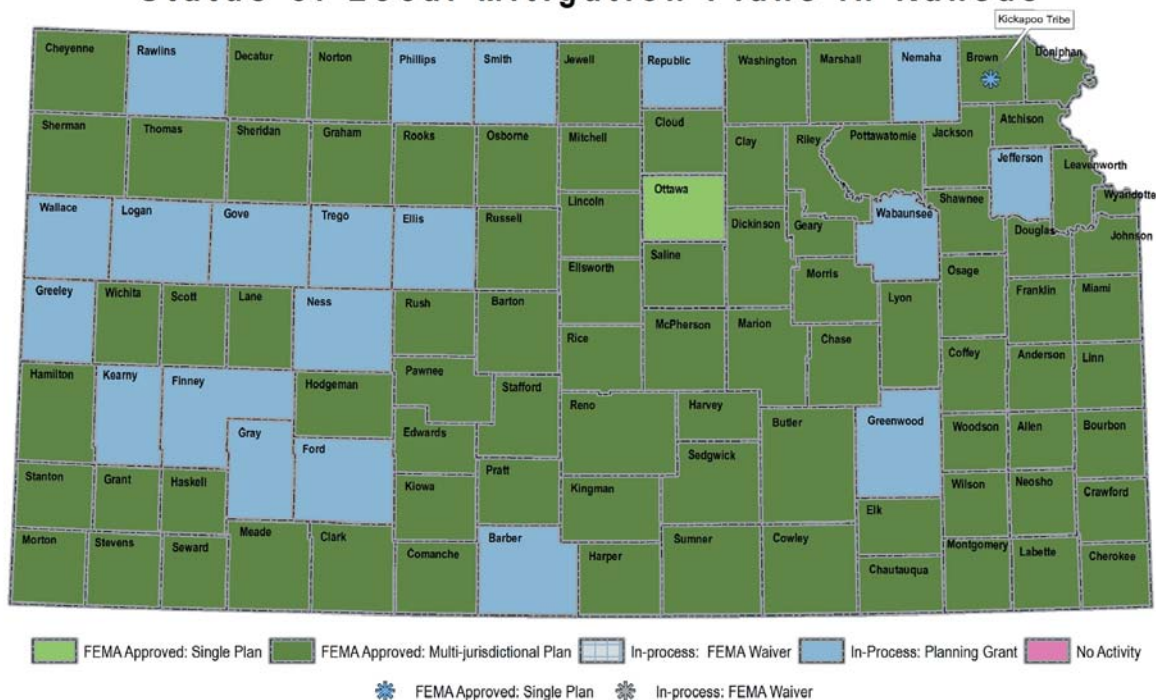 Status of Local Mitigation Plans in Kansas
Kickapoo Tribe
Cheyenne Rawlins Decatur Norton Phillips Smith Jewell Republic Washington Marshall Nemaha Brown Doniphan
Sherman Thomas Sheridan Graham Rooks Osborne Mitchell Cloud Clay Riley Pottawatomie Jackson Atchison
Jefferson Leavenworth
Wallace Logan Gove Trego Ellis Russell Lincoln Ottawa Dickinson Geary Wabaunsee Shawnee Wyandotte
Douglas Johnson
Ellsworth Saline Morris Osage
Greeley Wichita Scott Lane Ness Rush Barton Lyon Franklin Miami
Rice McPherson Marion Chase
Hamilton Kearny Finney Hodgeman Pawnee Stafford Coffey Anderson Linn
Reno Harvey Butler Greenwood Woodson Allen Bourbon
Gray Ford Edwards Sedgwick
Stanton Grant Haskell Kiowa Pratt Kingman Wilson Neosho Crawford
Elk
Morton Stevens Seward Meade Clark Comanche Barber Harper Sumner Cowley Chautauqua Montgomery Labette Cherokee
FEMA Approved: Single Plan FEMA Approved: Multi-jurisdictional Plan In-process: FEMA Waiver In-Process: Planning Grant No Activity
FEMA Approved: Single Plan In-process: FEMA Waiver